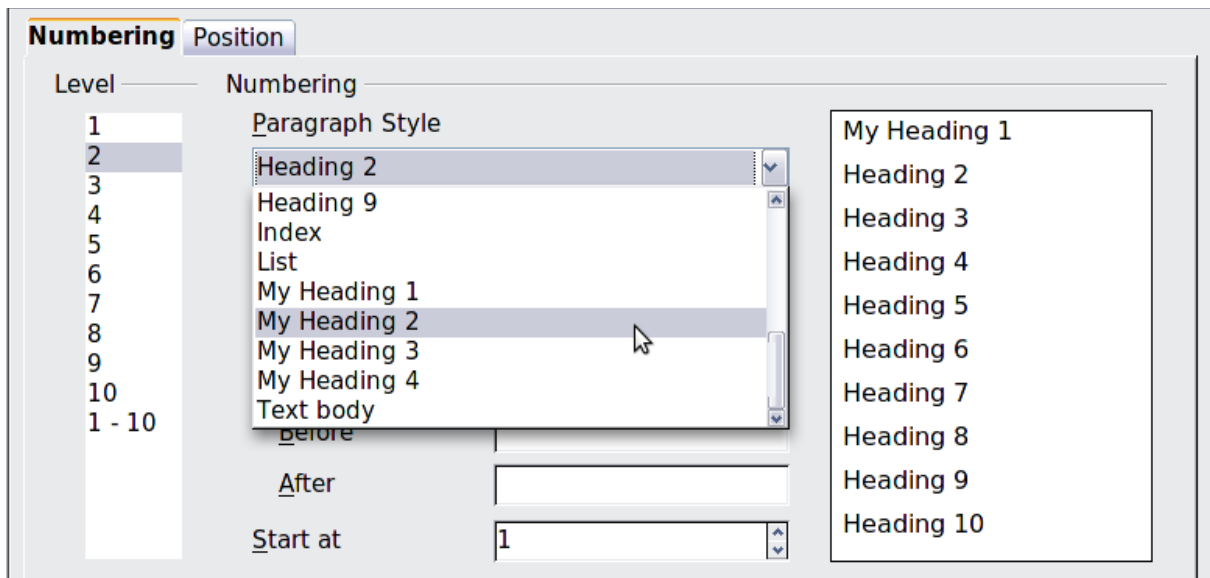 Numbering Position
Level
Numbering
1
2
3
4
5
6
7
8
9
10
1 - 10
Paragraph Style
Heading 2
Heading 9
Index
List
My Heading 1
My Heading 2
My Heading 3
My Heading 4
Text body
Before
After
Start at
1
My Heading 1
Heading 2
Heading 3
Heading 4
Heading 5
Heading 6
Heading 7
Heading 8
Heading 9
Heading 10